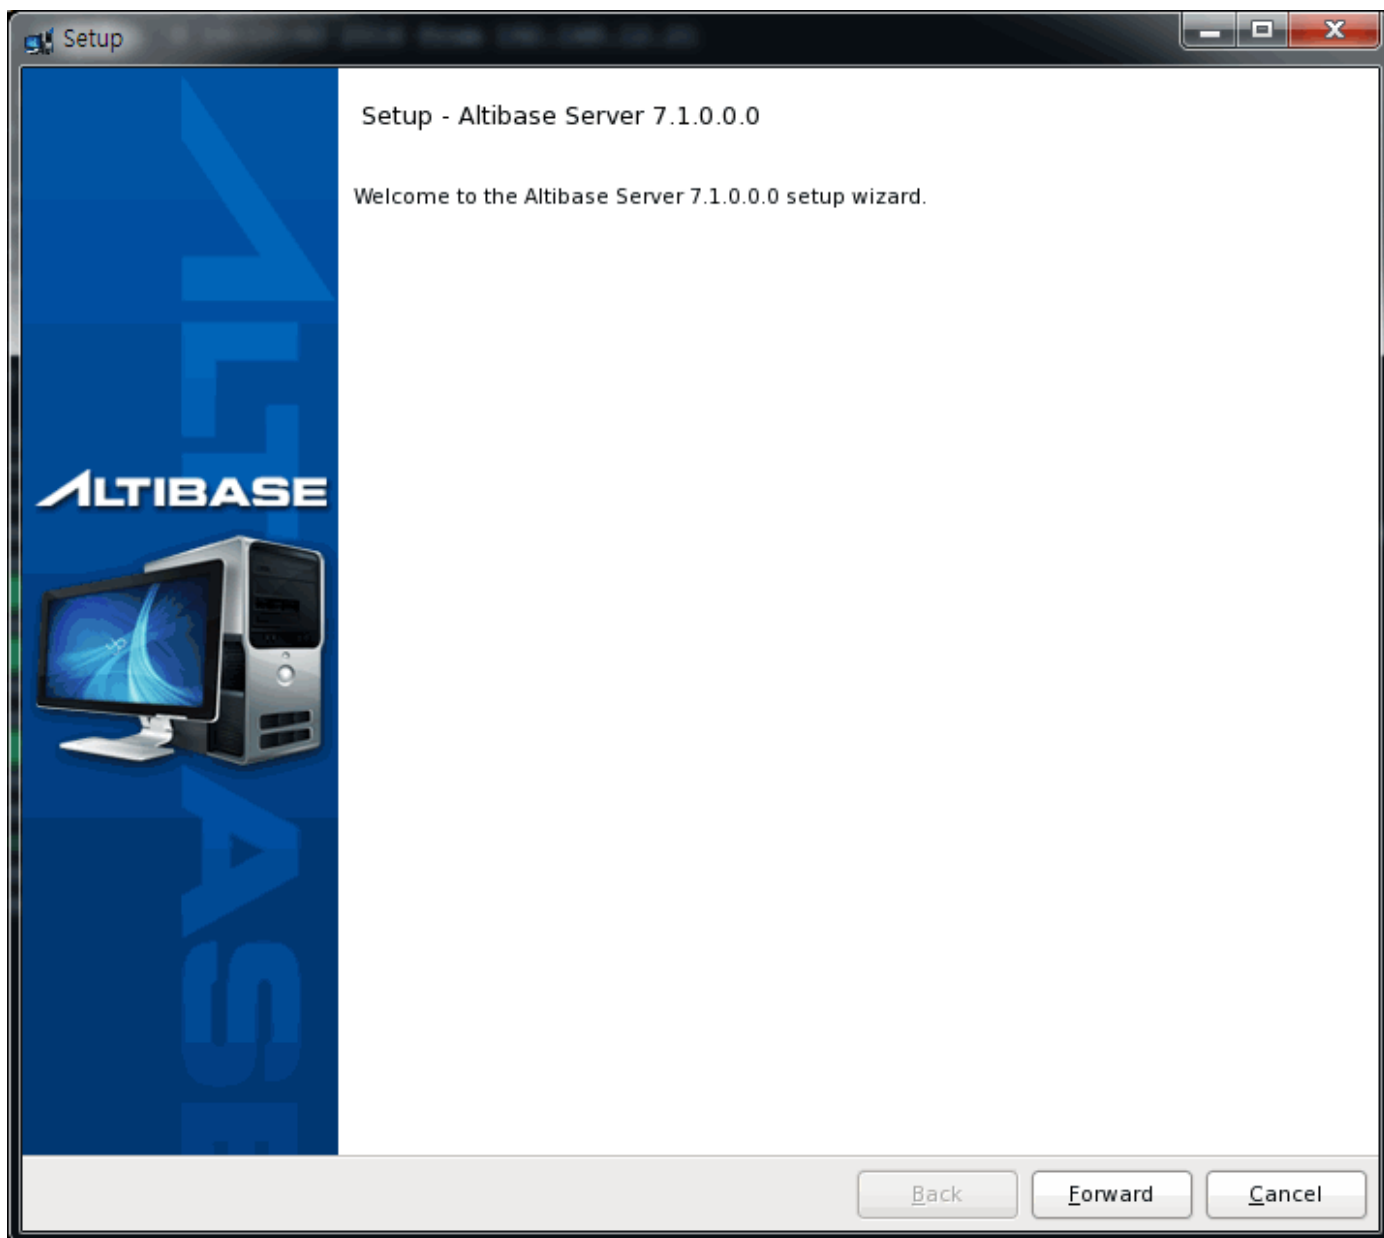 Setup
Setup - Altibase Server 7.1.0.0.0
Welcome to the Altibase Server 7.1.0.0.0 setup wizard.
ALTIBASE
Back
Forward
Cancel